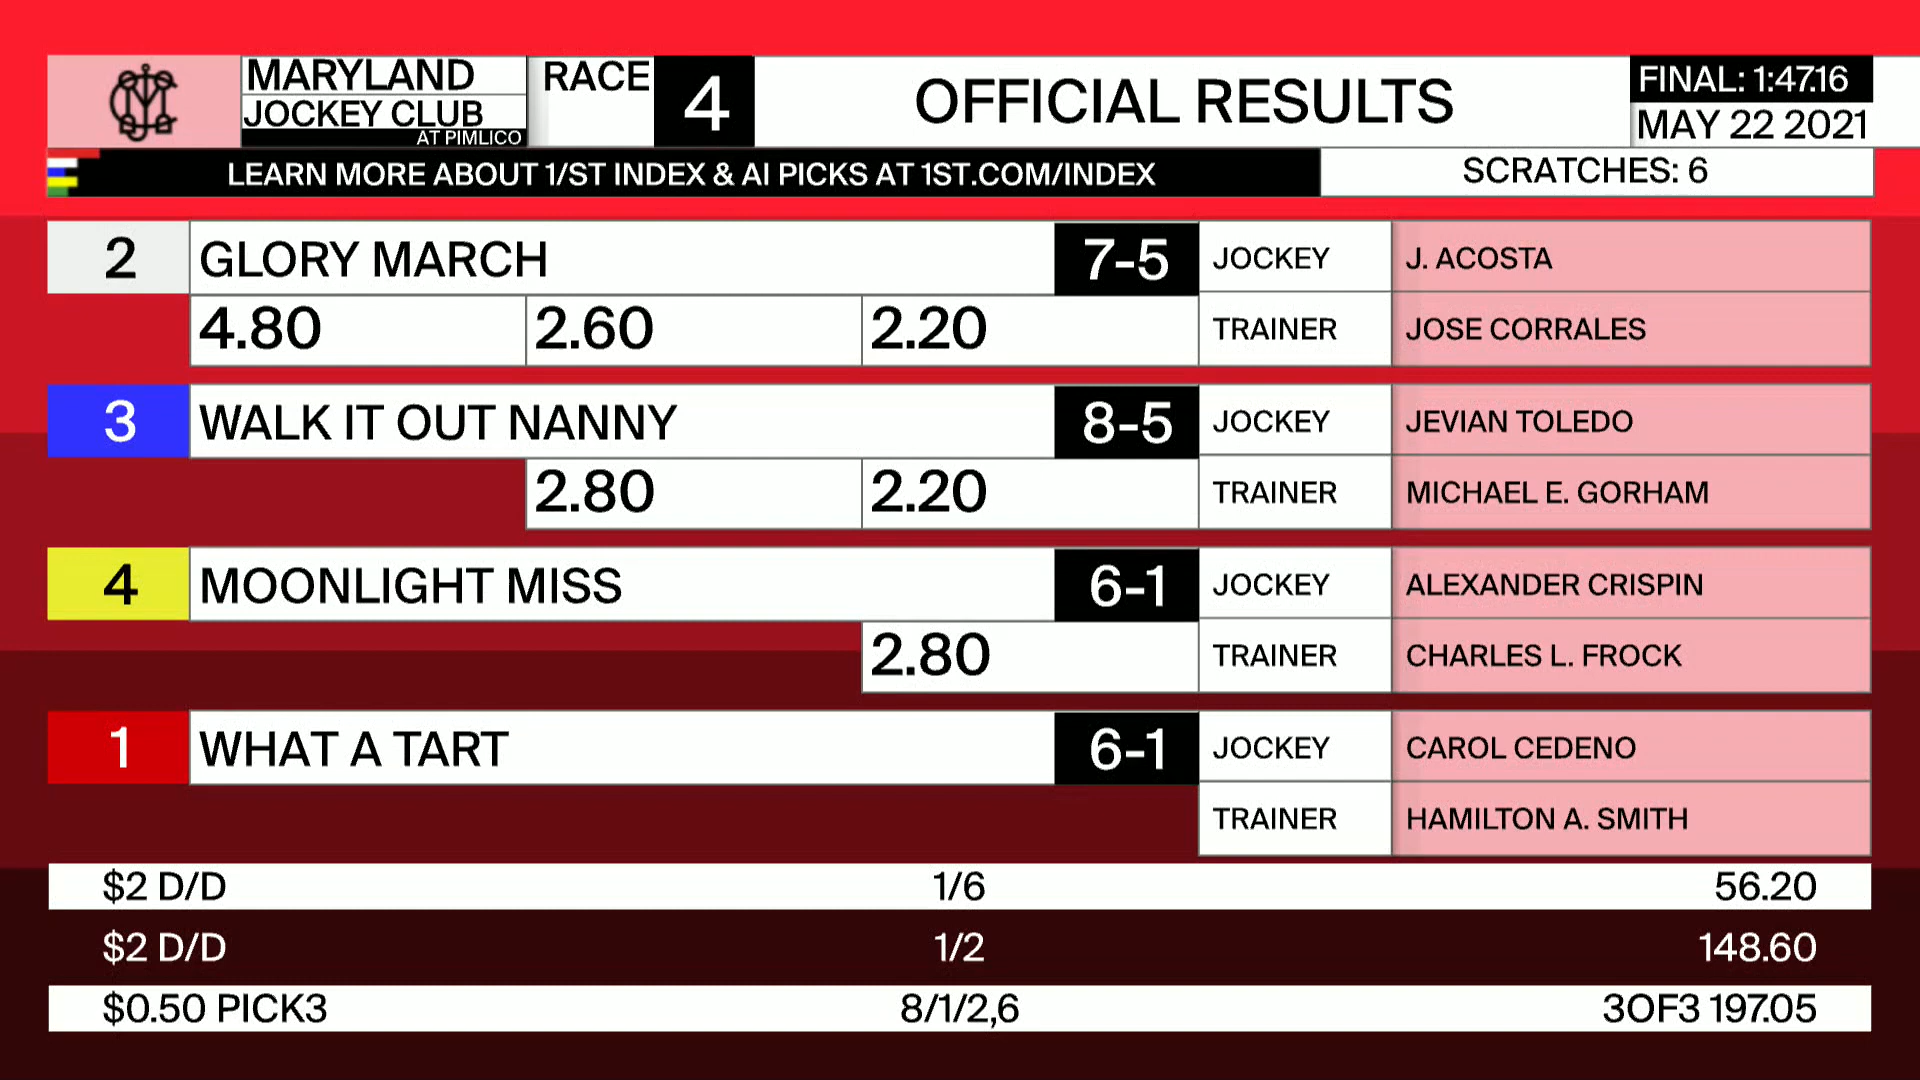 MARYLAND
JOCKEY CLUB
AT PIMLICO
RACE 4
OFFICIAL RESULTS
FINAL: 1:47.16
MAY 22 2021
LEARN MORE ABOUT 1/ST INDEX & AI PICKS AT 1ST.COM/INDEX
SCRATCHES: 6
2 GLORY MARCH 7-5 JOCKEY J. ACOSTA
4.80 2.60 2.20 TRAINER JOSE CORRALES
3 WALK IT OUT NANNY 8-5 JOCKEY JEVIAN TOLEDO
2.80 2.20 TRAINER MICHAEL E. GORHAM
4 MOONLIGHT MISS 6-1 JOCKEY ALEXANDER CRISPIN
2.80 TRAINER CHARLES L. FROCK
1 WHAT A TART 6-1 JOCKEY CAROL CEDENO
TRAINER HAMILTON A. SMITH
$2 D/D 1/6 56.20
$2 D/D 1/2 148.60
$0.50 PICK3 8/1/2,6 3OF3 197.05